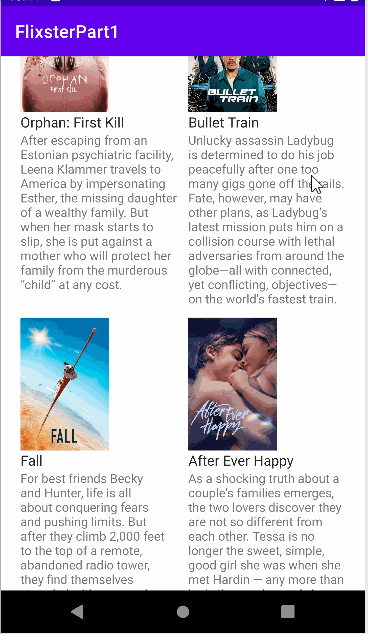 FlixsterPart1
ORPHAN
FIRST KILL
BULLET
TRAIN
Orphan: First Kill
After escaping from an
Estonian psychiatric facility,
Leena Klammer travels to
America by impersonating
Esther, the missing daughter
of a wealthy family. But
when her mask starts to
slip, she is put against a
mother who will protect her
family from the murderous
“child” at any cost.
Bullet Train
Unlucky assassin Ladybug
is determined to do his job
peacefully after one too
many gigs gone off the rails.
Fate, however, may have
other plans, as Ladybug's
latest mission puts him on a
collision course with lethal
adversaries from around the
globe—all with connected,
yet conflicting, objectives—
on the world's fastest train.
FALL
After Ever
Happy
Fall
For best friends Becky
and Hunter, life is all
about conquering fears
and pushing limits. But
after they climb 2,000 feet
to the top of a remote,
abandoned radio tower,
they find themselves
After Ever Happy
As a shocking truth about a
couple's families emerges,
the two lovers discover they
are not so different from
each other. Tessa is no
longer the sweet, simple,
good girl she was when she
met Hardin — any more than